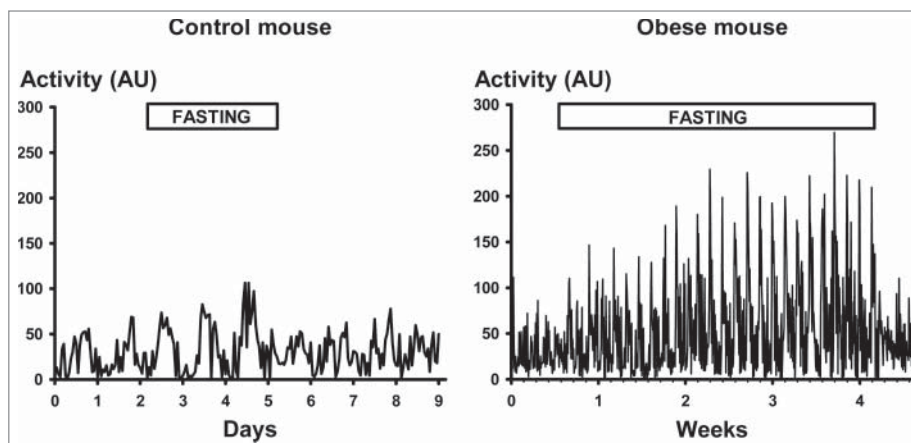 Control mouse
Activity (AU)
300
250
200
150
100
50
0
FASTING
0 1 2 3 4 5 6 7 8 9
Days
Obese mouse
Activity (AU)
300
250
200
150
100
50
0
FASTING
0 1 2 3 4
Weeks